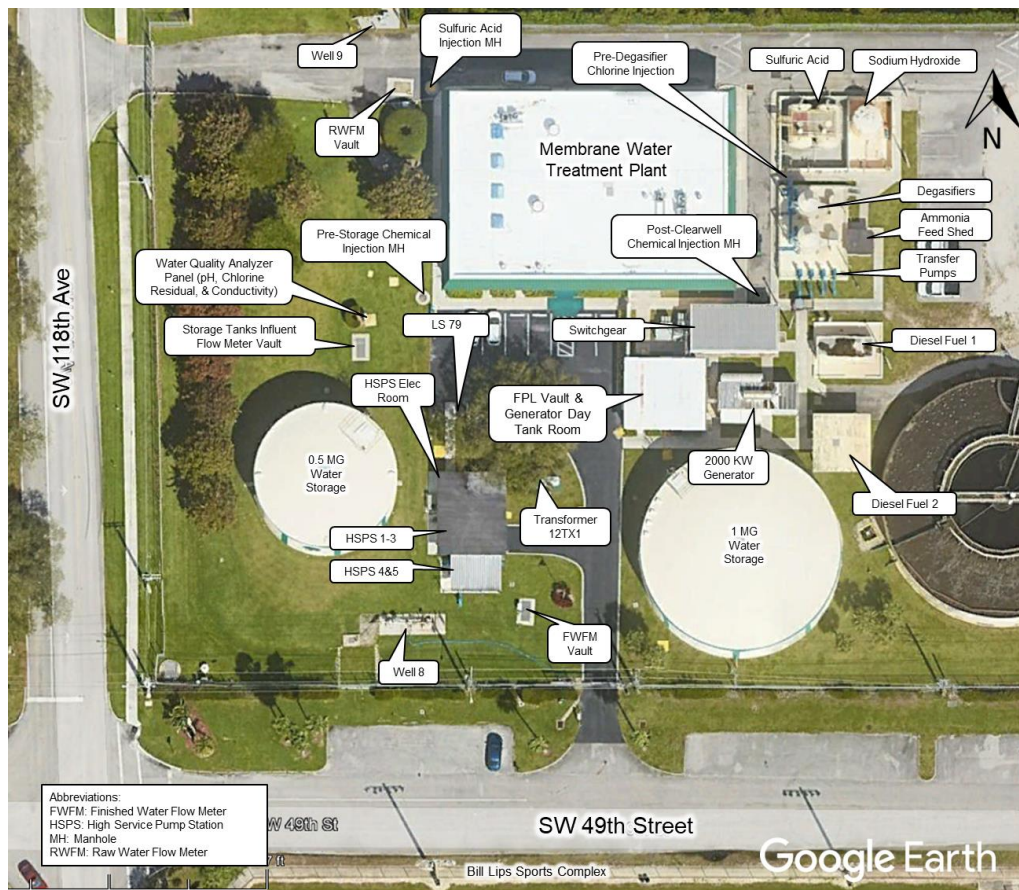 Well 9
Sulfuric Acid
Injection MH
Pre-Degasifier
Chlorine Injection
Sulfuric Acid
Sodium Hydroxide
N
RWFM
Vault
Membrane Water
Treatment Plant
Degasifiers
Ammonia
Feed Shed
Transfer
Pumps
Pre-Storage Chemical
Injection MH
Post-Clearwell
Chemical Injection MH
Water Quality Analyzer
Panel (pH, Chlorine
Residual, & Conductivity)
SW 118th Ave
LS 79
Switchgear
Storage Tanks Influent
Flow Meter Vault
Diesel Fuel 1
HSPS Elec
Room
FPL Vault &
Generator Day
Tank Room
0.5 MG
Water
Storage
2000 KW
Generator
Diesel Fuel 2
Transformer
12TX1
HSPS 1-3
1 MG
Water
Storage
HSPS 4&5
FWFM
Vault
Well 8
Abbreviations:
FWFM: Finished Water Flow Meter
HSPS: High Service Pump Station
MH: Manhole
RWFM: Raw Water Flow Meter
W 49th St
SW 49th Street
Google Earth
Bill Lips Sports Complex